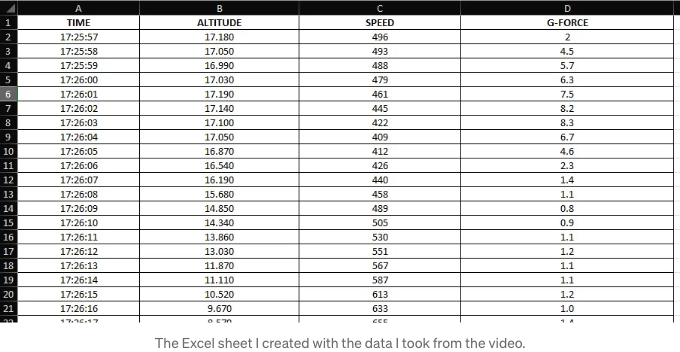 A B C D
1 TIME ALTITUDE SPEED G-FORCE
2 17:25:57 17.180 496 2
3 17:25:58 17.050 493 4.5
4 17:25:59 16.990 488 5.7
5 17:26:00 17.030 479 6.3
6 17:26:01 17.190 461 7.5
7 17:26:02 17.140 445 8.2
8 17:26:03 17.100 422 8.3
9 17:26:04 17.050 409 6.7
10 17:26:05 16.870 412 4.6
11 17:26:06 16.540 426 2.3
12 17:26:07 16.190 440 1.4
13 17:26:08 15.680 458 1.1
14 17:26:09 14.850 489 0.8
15 17:26:10 14.340 505 0.9
16 17:26:11 13.860 530 1.1
17 17:26:12 13.030 551 1.2
18 17:26:13 11.870 567 1.1
19 17:26:14 11.110 587 1.1
20 17:26:15 10.520 613 1.2
21 17:26:16 9.670 633 1.0
The Excel sheet I created with the data I took from the video.